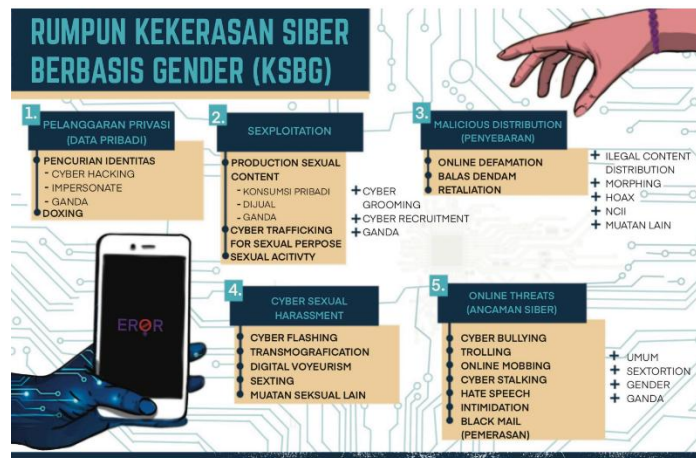 RUMPUN KEKERASAN SIBER
BERBASIS GENDER (KSBG)
1.
PELANGGARAN PRIVASI
(DATA PRIBADI)
PENCURIAN IDENTITAS
- CYBER HACKING
- IMPERSONATE
- GANDA
DOXING
2.
SEXPLOITATION
PRODUCTION SEXUAL
CONTENT
- KONSUMSI PRIBADI
- DIJUAL
- GANDA
CYBER TRAFFICKING
FOR SEXUAL PERPOSE
SEXUAL ACITIVTY
+ CYBER
GROOMING
+ CYBER RECRUITMENT
+ GANDA
3.
MALICIOUS DISTRIBUTION
(PENYEBARAN)
ONLINE DEFAMATION
BALAS DENDAM
RETALIATION
+ ILEGAL CONTENT
DISTRIBUTION
+ MORPHING
+ HOAX
+ NCII
+ MUATAN LAIN
EROR
4.
CYBER SEXUAL
HARASSMENT
CYBER FLASHING
TRANSMOGRAFICATION
DIGITAL VOYEURISM
SEXTING
MUATAN SEKSUAL LAIN
5.
ONLINE THREATS
(ANCAMAN SIBER)
CYBER BULLYING
TROLLING
ONLINE MOBBING
CYBER STALKING
HATE SPEECH
INTIMIDATION
BLACK MAIL
(PEMERASAN)
+ UMUM
+ SEXTORTION
+ GENDER
+ GANDA